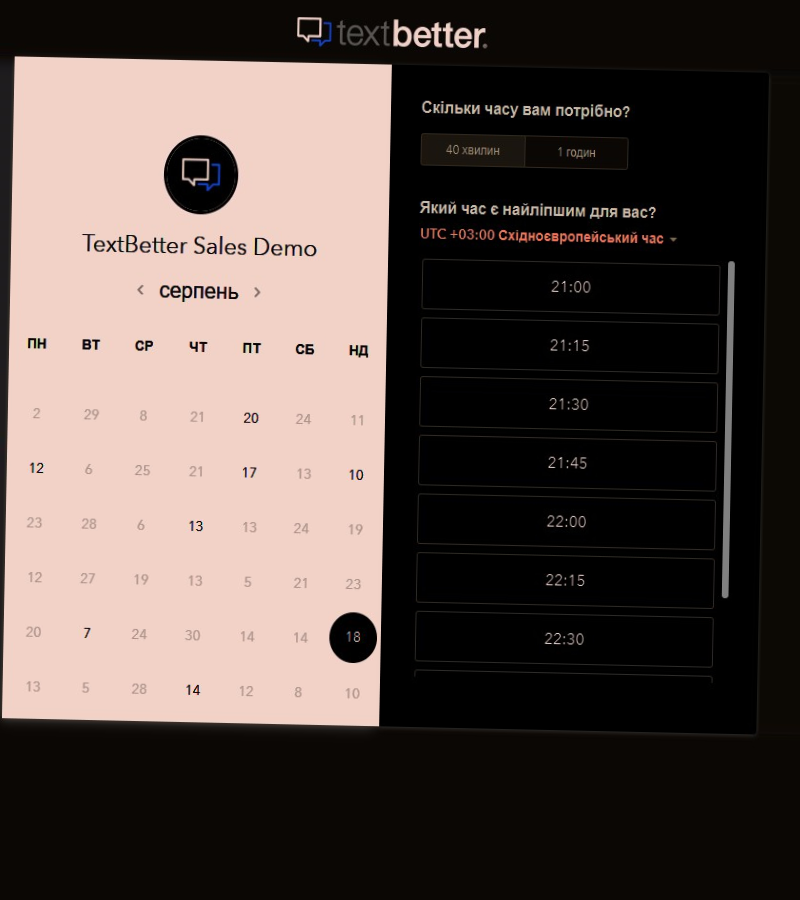 textbetter.
TextBetter Sales Demo
серпень
ПН ВТ СР ЧТ ПТ СБ НД
2 29 8 21 20 24 11
12 6 25 21 17 13 10
23 28 6 13 13 24 19
12 27 19 13 5 21 23
20 7 24 30 14 14 18
13 5 28 14 12 8 10
Скільки часу вам потрібно?
40 хвилин 1 годин
Який час є найліпшим для вас?
UTC +03:00 Східноєвропейський час
21:00
21:15
21:30
21:45
22:00
22:15
22:30